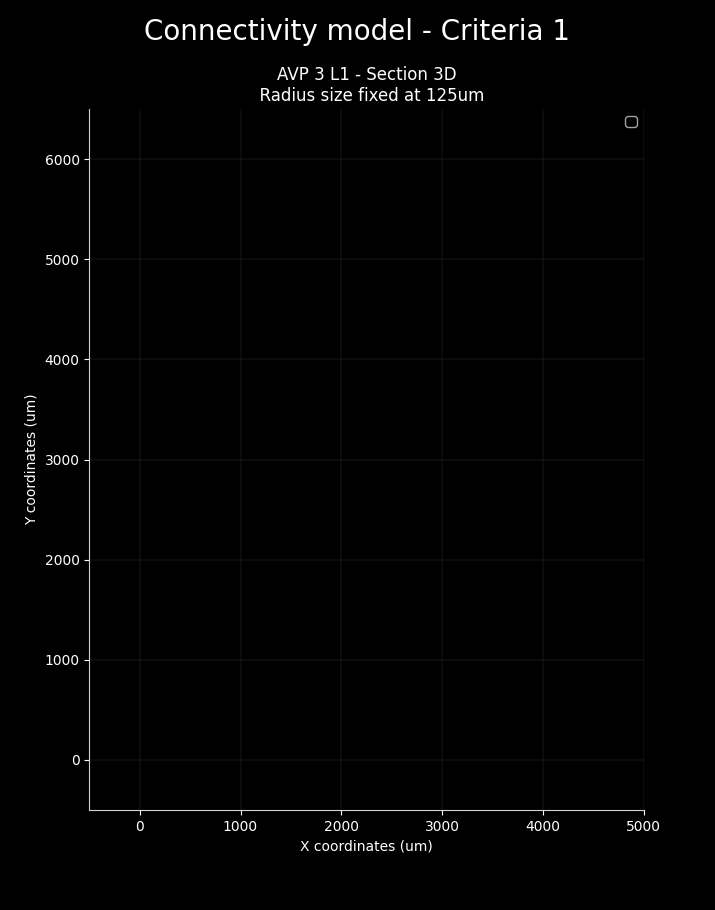 Connectivity model - Criteria 1
AVP 3 L1 - Section 3D
Radius size fixed at 125um
6000
5000
4000
3000
2000
1000
0
Y coordinates (um)
0 1000 2000 3000 4000 5000
X coordinates (um)